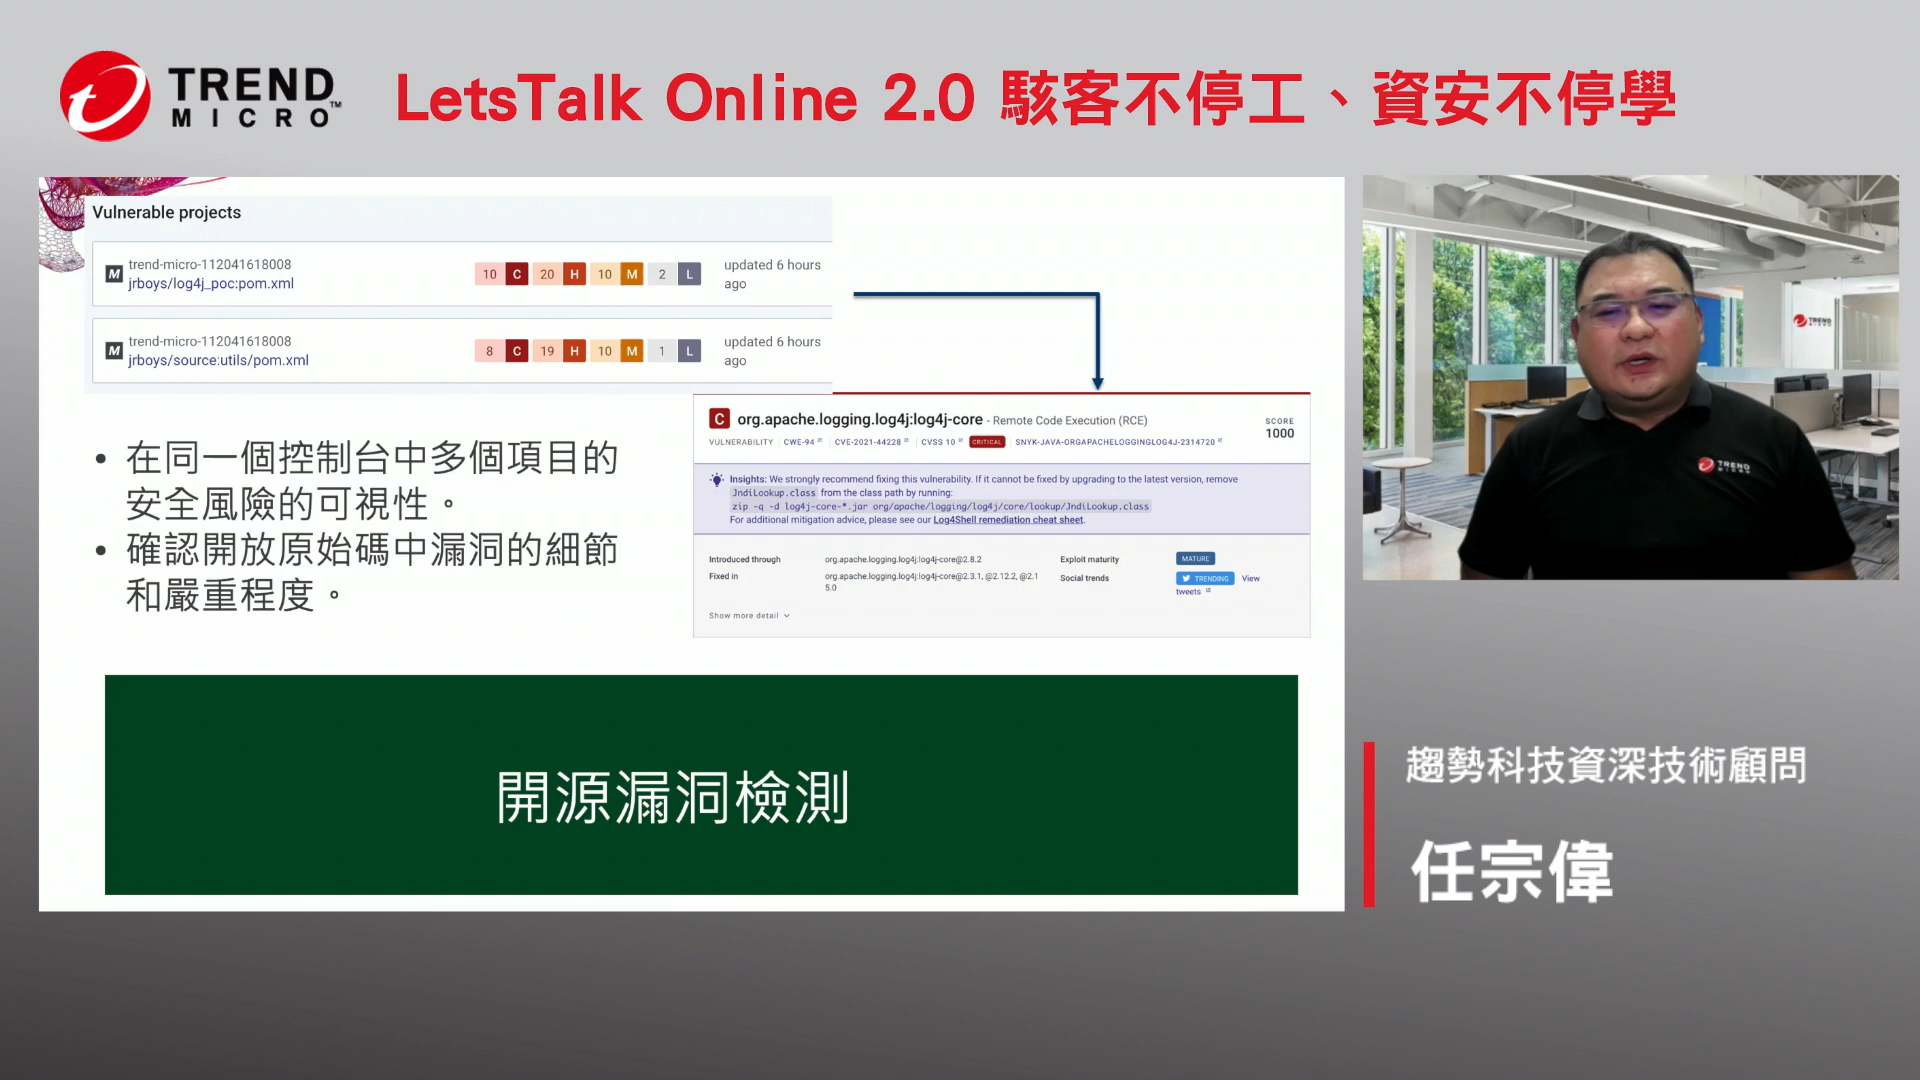 TREND MICRO™
LetsTalk Online 2.0 駭客不停工、資安不停學
Vulnerable projects
trend-micro-112041618008
jrboys/log4j_poc:pom.xml
10 C 20 H 10 M 2 L
updated 6 hours
ago
trend-micro-112041618008
jrboys/source:utils/pom.xml
8 C 19 H 10 M 1 L
updated 6 hours
ago
• 在同一個控制台中多個項目的
安全風險的可視性。
• 確認開放原始碼中漏洞的細節
和嚴重程度。
C org.apache.logging.log4j:log4j-core - Remote Code Execution (RCE)
SCORE
1000
VULNERABILITY | CWE-94 | CVE-2021-44228 | CVSS 10 CRITICAL | SNYK-JAVA-ORGAPACHELOGGINGLOG4J-2314720
Insights: We strongly recommend fixing this vulnerability. If it cannot be fixed by upgrading to the latest version, remove
JndiLookup.class from the class path by running:
zip -q -d log4j-core-*.jar org/apache/logging/log4j/core/lookup/JndiLookup.class
For additional mitigation advice, please see our Log4Shell remediation cheat sheet.
Introduced through org.apache.logging.log4j:log4j-core@2.8.2
Fixed in org.apache.logging.log4j:log4j-core@2.3.1, @2.12.2, @2.1
5.0
Exploit maturity MATURE
Social trends TRENDING View
tweets
Show more detail
開源漏洞檢測
TREND
TREND
MICRO
趨勢科技資深技術顧問
任宗偉